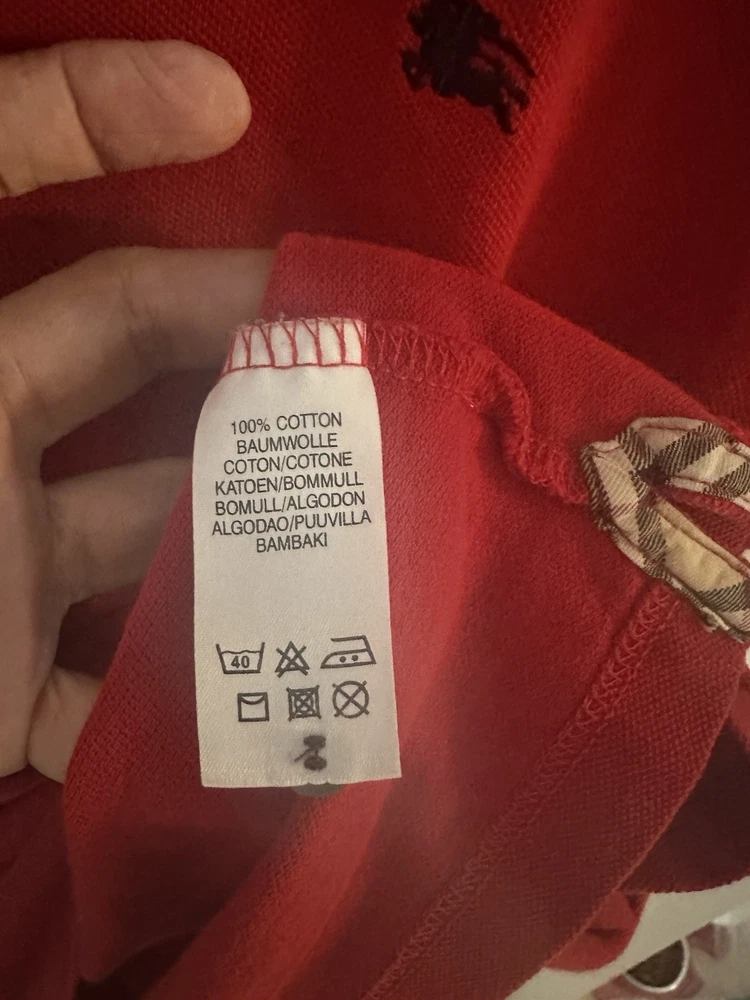 100% COTTON
BAUMWOLLE
COTON/COTONE
KATOEN/BOMMULL
BOMULL/ALGODON
ALGODAO/PUUVILLA
BAMBAKI
40